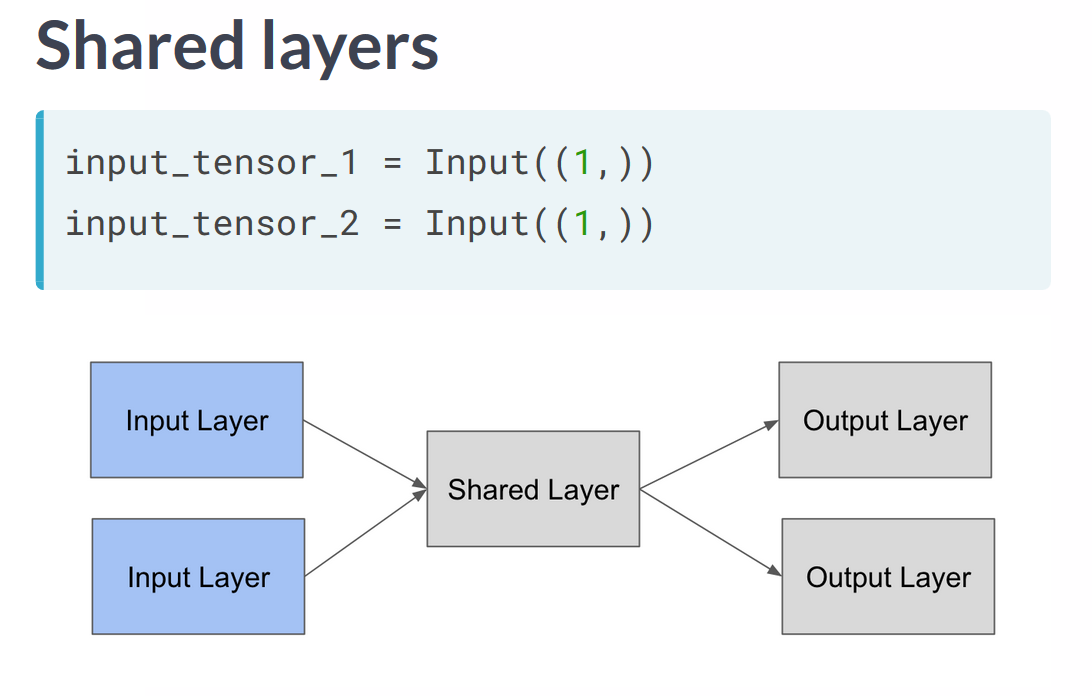 Shared layers
input_tensor_1 = Input((1,))
input_tensor_2 = Input((1,))
Input Layer
Output Layer
Shared Layer
Input Layer
Output Layer